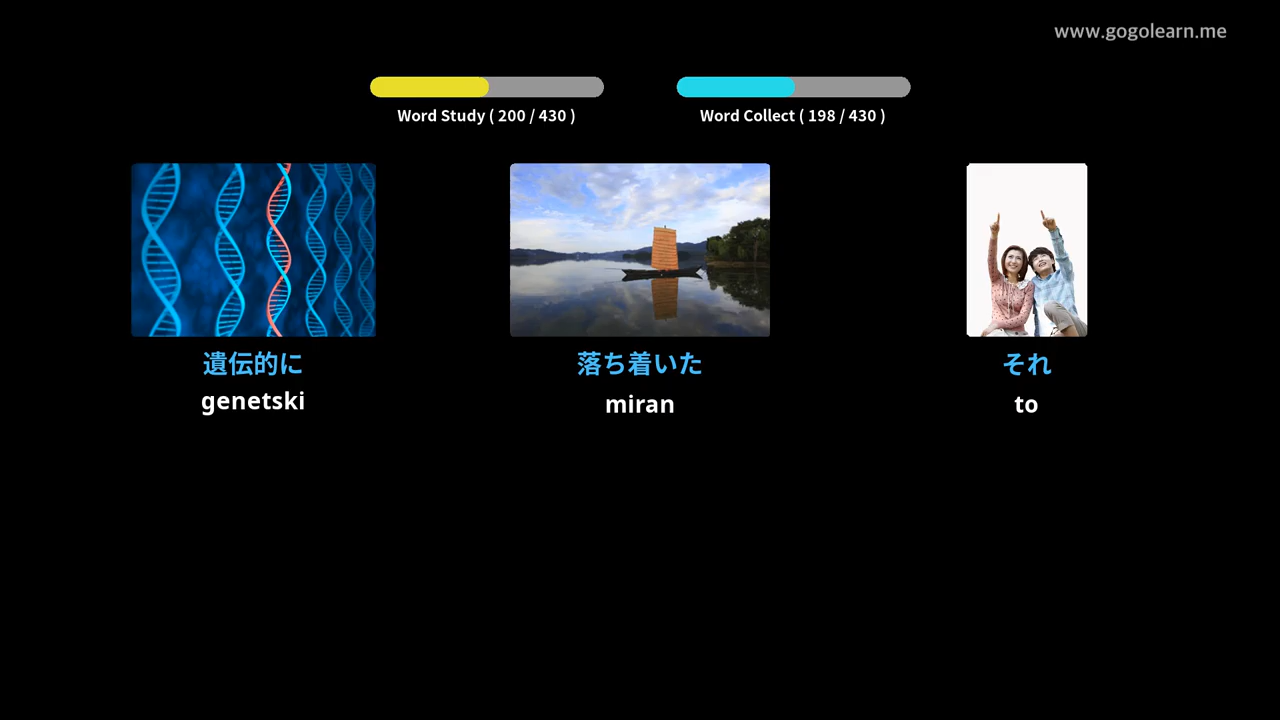 www.gogolearn.me
Word Study ( 200 / 430 )
Word Collect ( 198 / 430 )
遺伝的に
落ち着いた
それ
genetski
miran
to